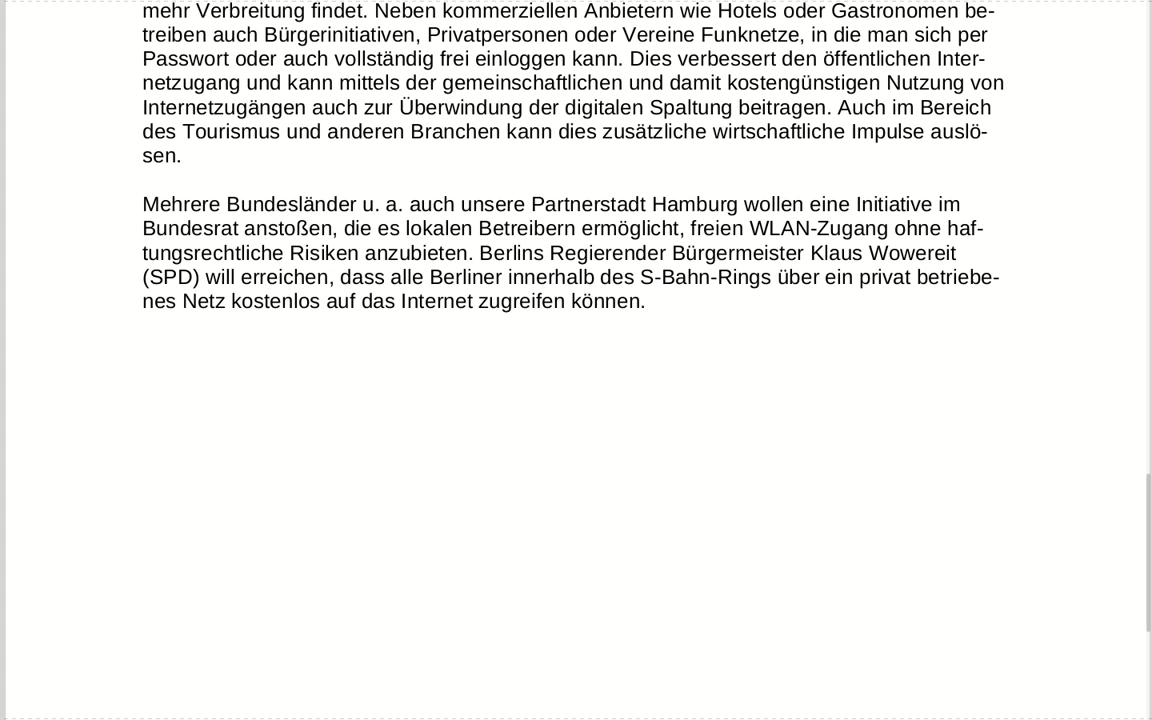 mehr Verbreitung findet. Neben kommerziellen Anbietern wie Hotels oder Gastronomen be-
treiben auch Bürgerinitiativen, Privatpersonen oder Vereine Funknetze, in die man sich per
Passwort oder auch vollständig frei einloggen kann. Dies verbessert den öffentlichen Inter-
netzugang und kann mittels der gemeinschaftlichen und damit kostengünstigen Nutzung von
Internetzugängen auch zur Überwindung der digitalen Spaltung beitragen. Auch im Bereich
des Tourismus und anderen Branchen kann dies zusätzliche wirtschaftliche Impulse auslö-
sen.
Mehrere Bundesländer u. a. auch unsere Partnerstadt Hamburg wollen eine Initiative im
Bundesrat anstoßen, die es lokalen Betreibern ermöglicht, freien WLAN-Zugang ohne haf-
tungsrechtliche Risiken anzubieten. Berlins Regierender Bürgermeister Klaus Wowereit
(SPD) will erreichen, dass alle Berliner innerhalb des S-Bahn-Rings über ein privat betriebe-
nes Netz kostenlos auf das Internet zugreifen können.